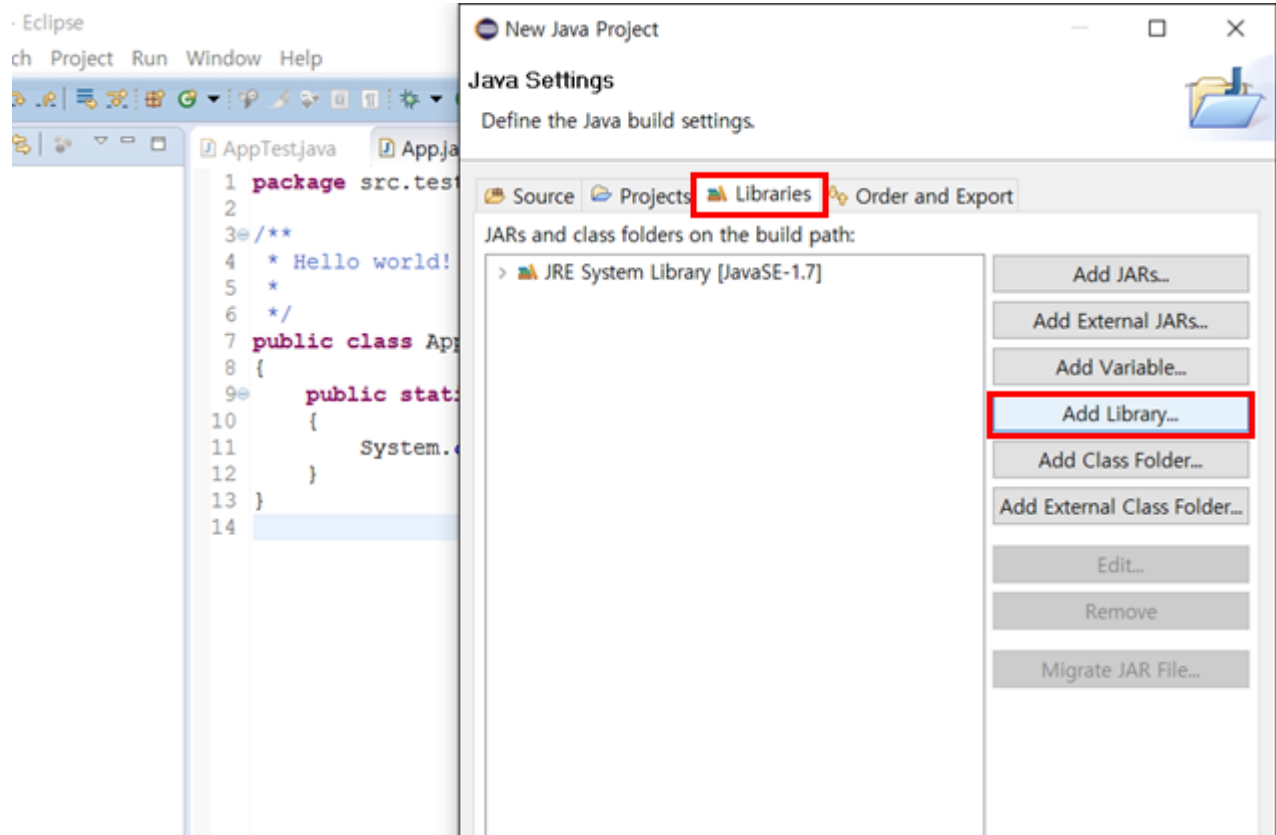 - Eclipse
ch Project Run Window Help
AppTest.java
App.ja
1 package src.test
2
3 /**
4 * Hello world!
5 *
6 */
7 public class App
8 {
9 public stat
10 {
11 System.
12 }
13 }
14
New Java Project
Java Settings
Define the Java build settings.
Source Projects Libraries Order and Export
JARs and class folders on the build path:
JRE System Library [JavaSE-1.7]
Add JARs...
Add External JARs...
Add Variable...
Add Library...
Add Class Folder...
Add External Class Folder...
Edit...
Remove
Migrate JAR File...